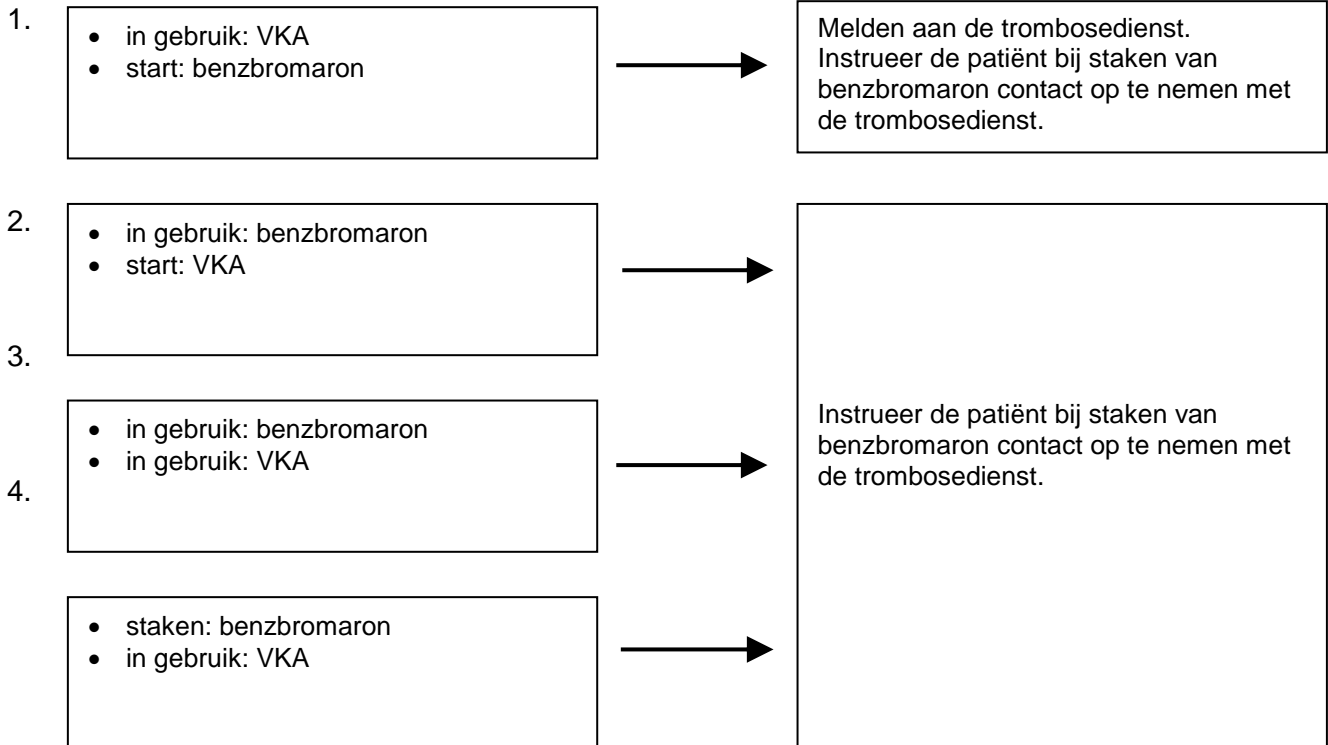 1.
• in gebruik: VKA
• start: benzbromaron
Melden aan de trombosedienst.
Instrueer de patiënt bij staken van
benzbromaron contact op te nemen met
de trombosedienst.
2.
• in gebruik: benzbromaron
• start: VKA
3.
• in gebruik: benzbromaron
• in gebruik: VKA
Instrueer de patiënt bij staken van
benzbromaron contact op te nemen met
de trombosedienst.
4.
• staken: benzbromaron
• in gebruik: VKA